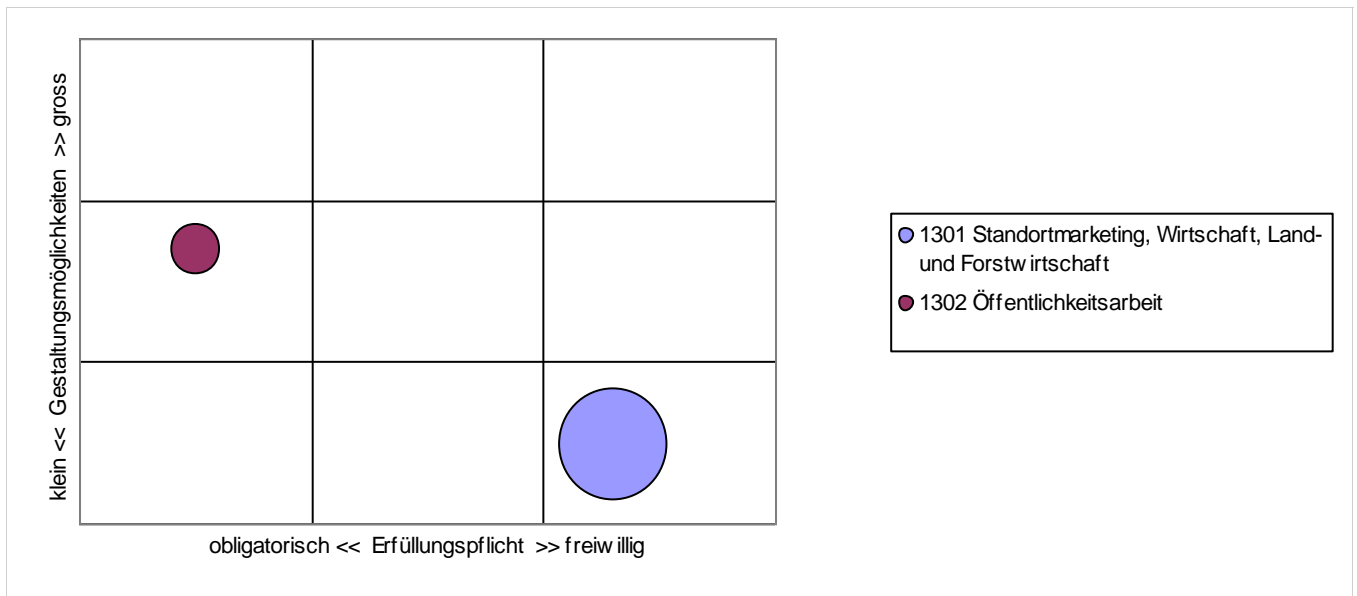 klein << Gestaltungsmöglichkeiten >> gross
obligatorisch << Erfüllungspflicht >> freiwillig
1301 Standortmarketing, Wirtschaft, Land-
und Forstwirtschaft
1302 Öffentlichkeitsarbeit